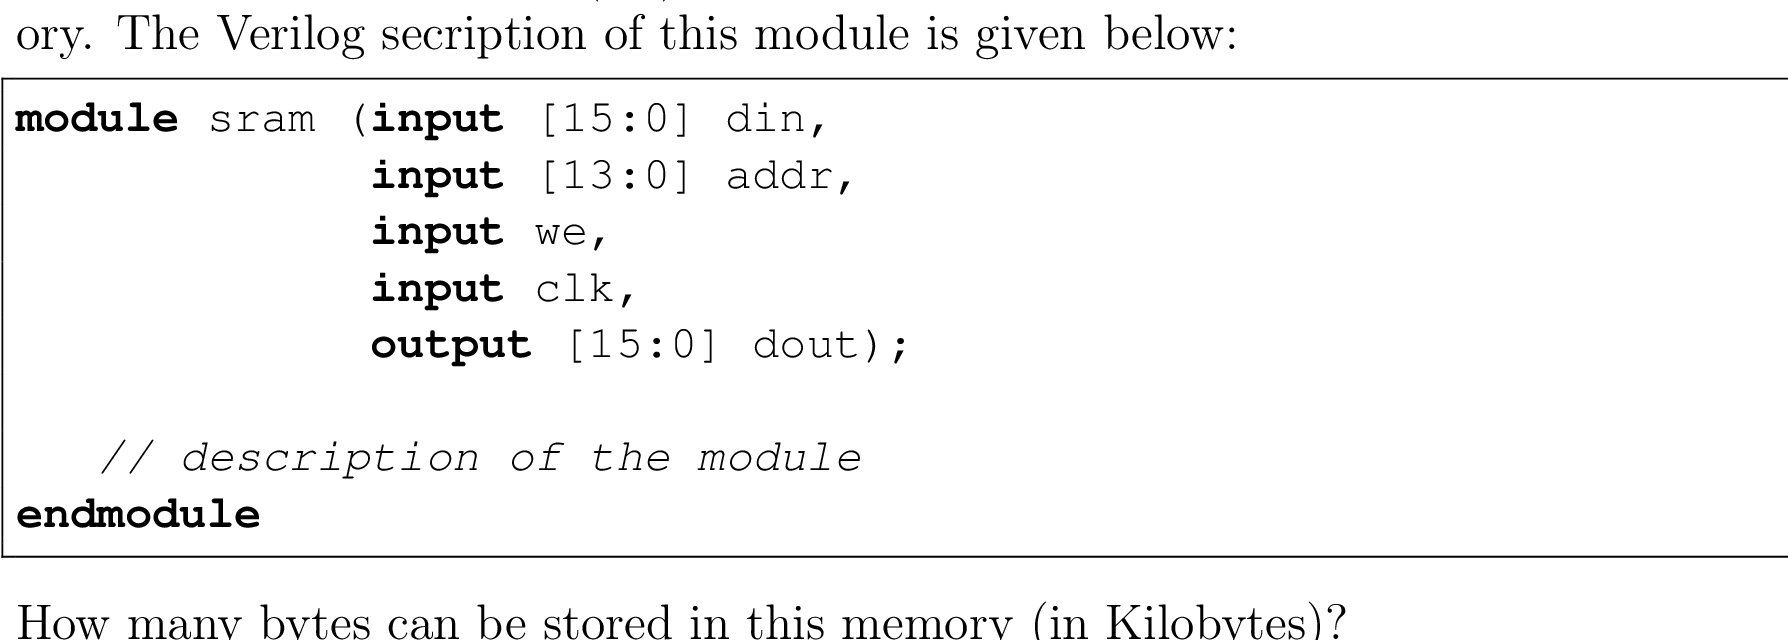 ory. The Verilog secription of this module is given below:
module sram (input [15:0] din,
input [13:0] addr,
input we,
input clk,
output [15:0] dout);
// description of the module
endmodule
How many bytes can be stored in this memory (in Kilobytes)?